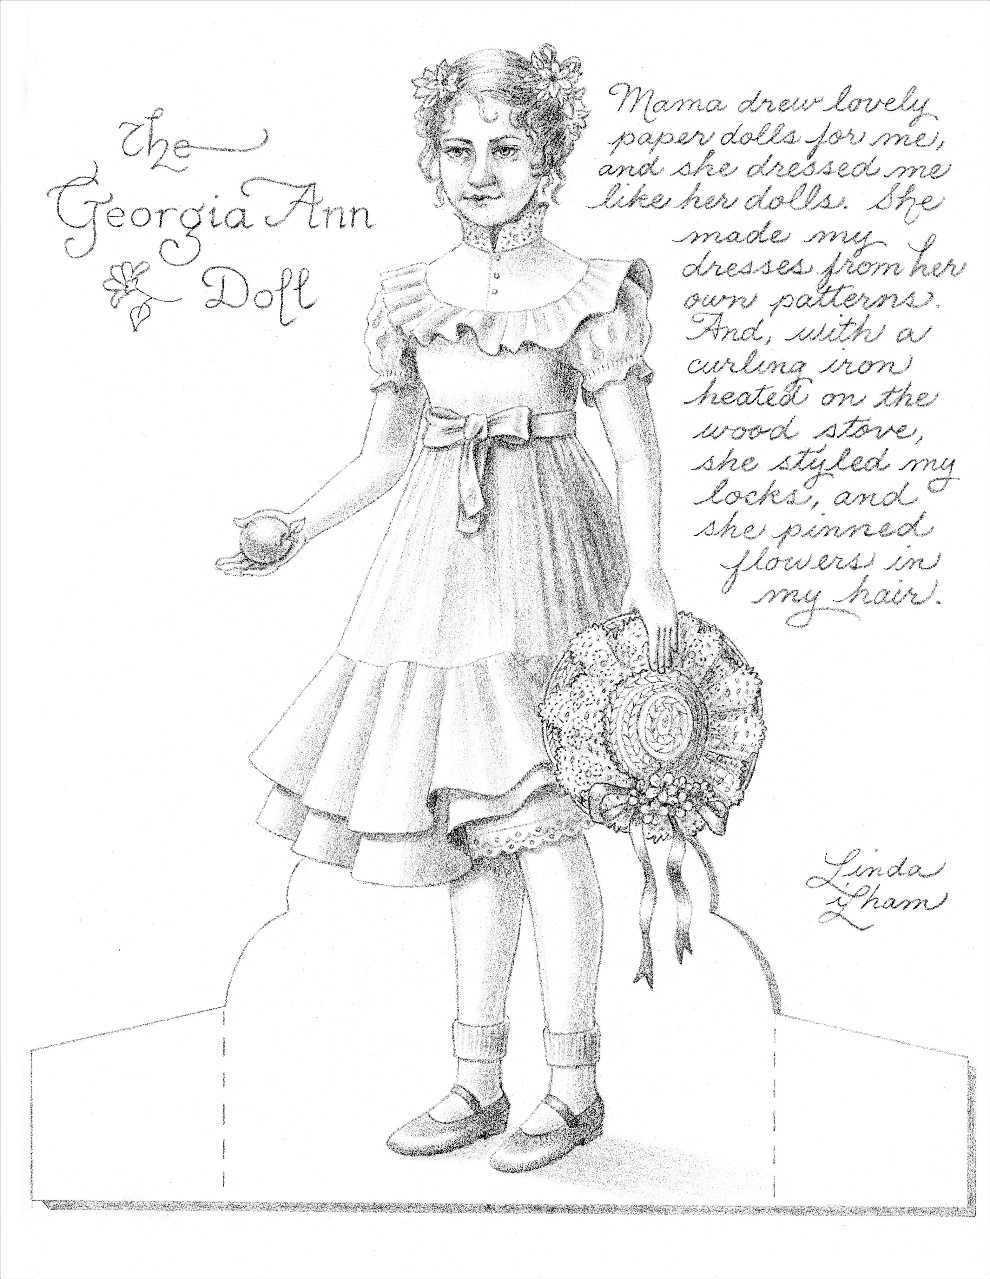 The
Georgia Ann
Doll
Mama drew lovely
paper dolls for me,
and she dressed me
like her dolls. She
made my
dresses from her
own patterns.
And, with a
curling iron
heated on the
wood stove,
she styled my
locks, and
she pinned
flowers in
my hair.
Linda